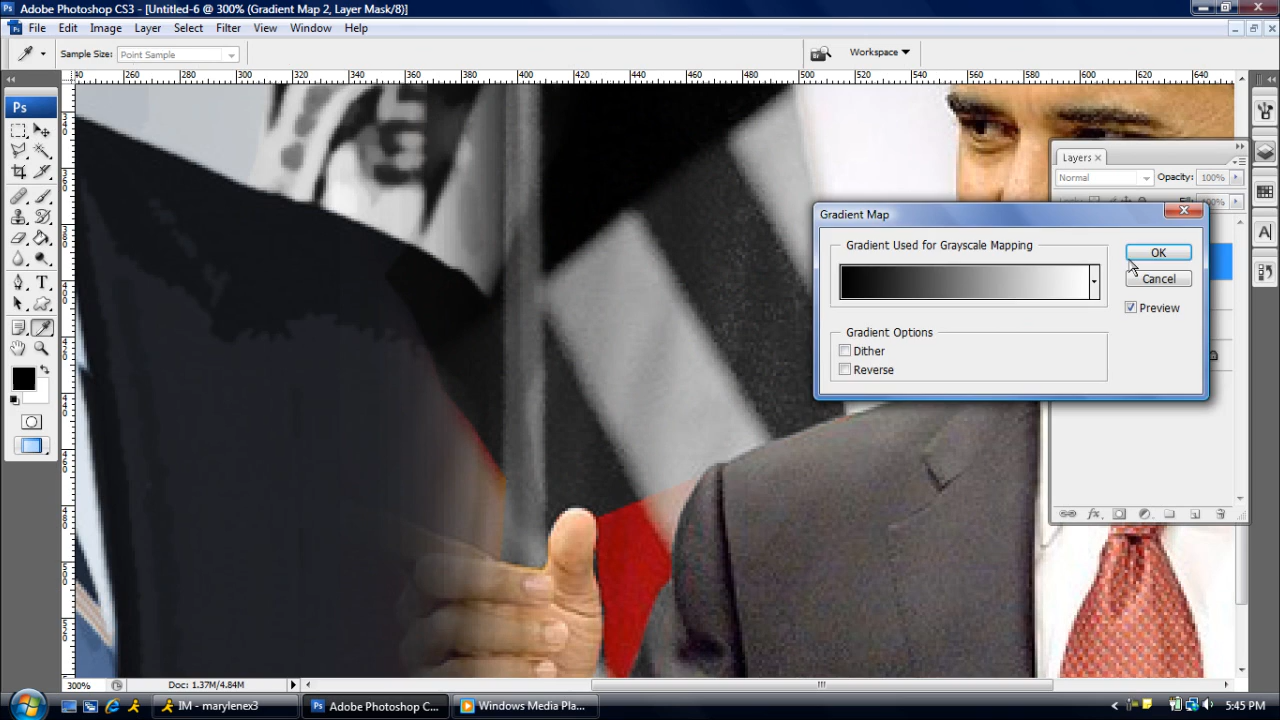 Adobe Photoshop CS3 - [Untitled-6 @ 300% (Gradient Map 2, Layer Mask/8)]
File Edit Image Layer Select Filter View Window Help
Sample Size: Point Sample Workspace
260 280 300 320 340 360 380 400 420 440 460 480 500 520 540 560 580 600 620 640
Ps
Layers x
Normal Opacity: 100%
Gradient Map
Gradient Used for Grayscale Mapping
OK
Cancel
Preview
Gradient Options
Dither
Reverse
300% Doc: 1.37M/4.84M
IM - marylenex3 Adobe Photoshop C... Windows Media Pla... 5:45 PM